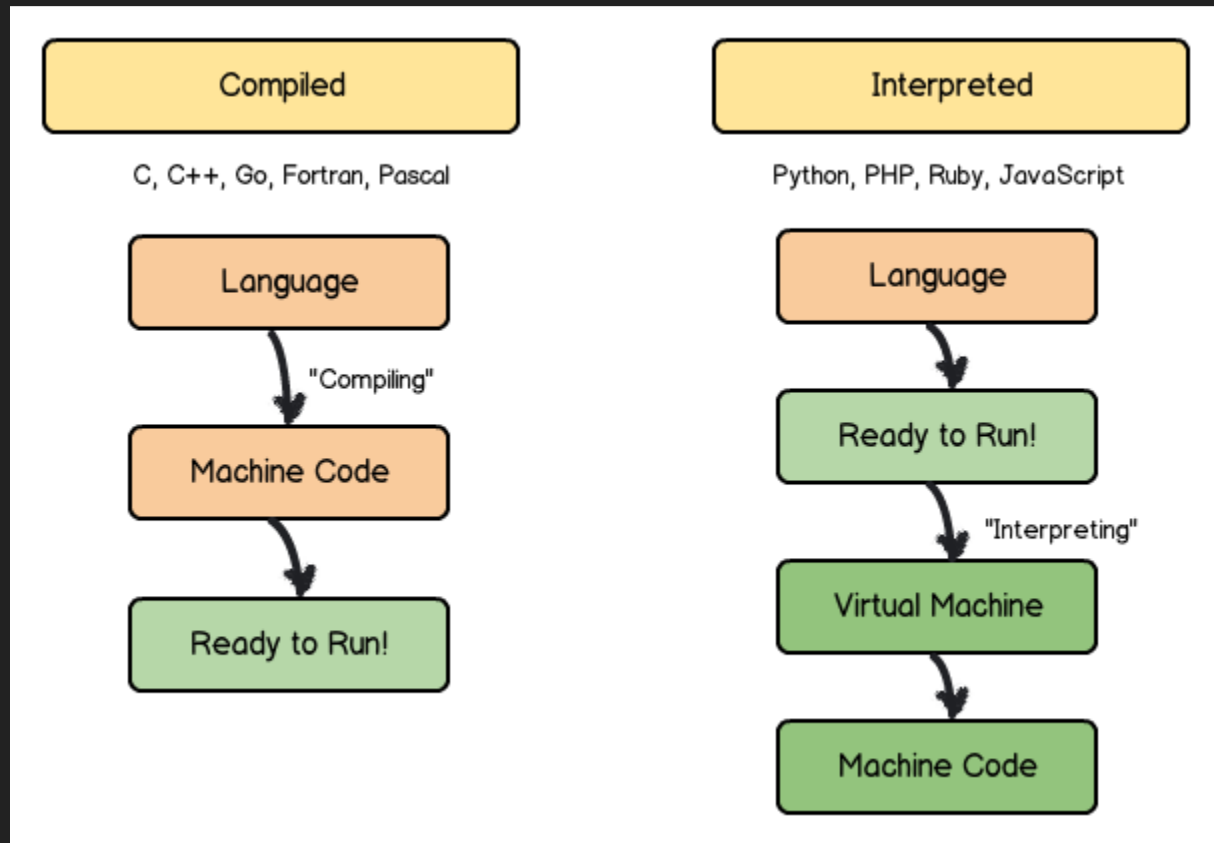 Compiled
C, C++, Go, Fortran, Pascal
Language
"Compiling"
Machine Code
Ready to Run!
Interpreted
Python, PHP, Ruby, JavaScript
Language
Ready to Run!
"Interpreting"
Virtual Machine
Machine Code